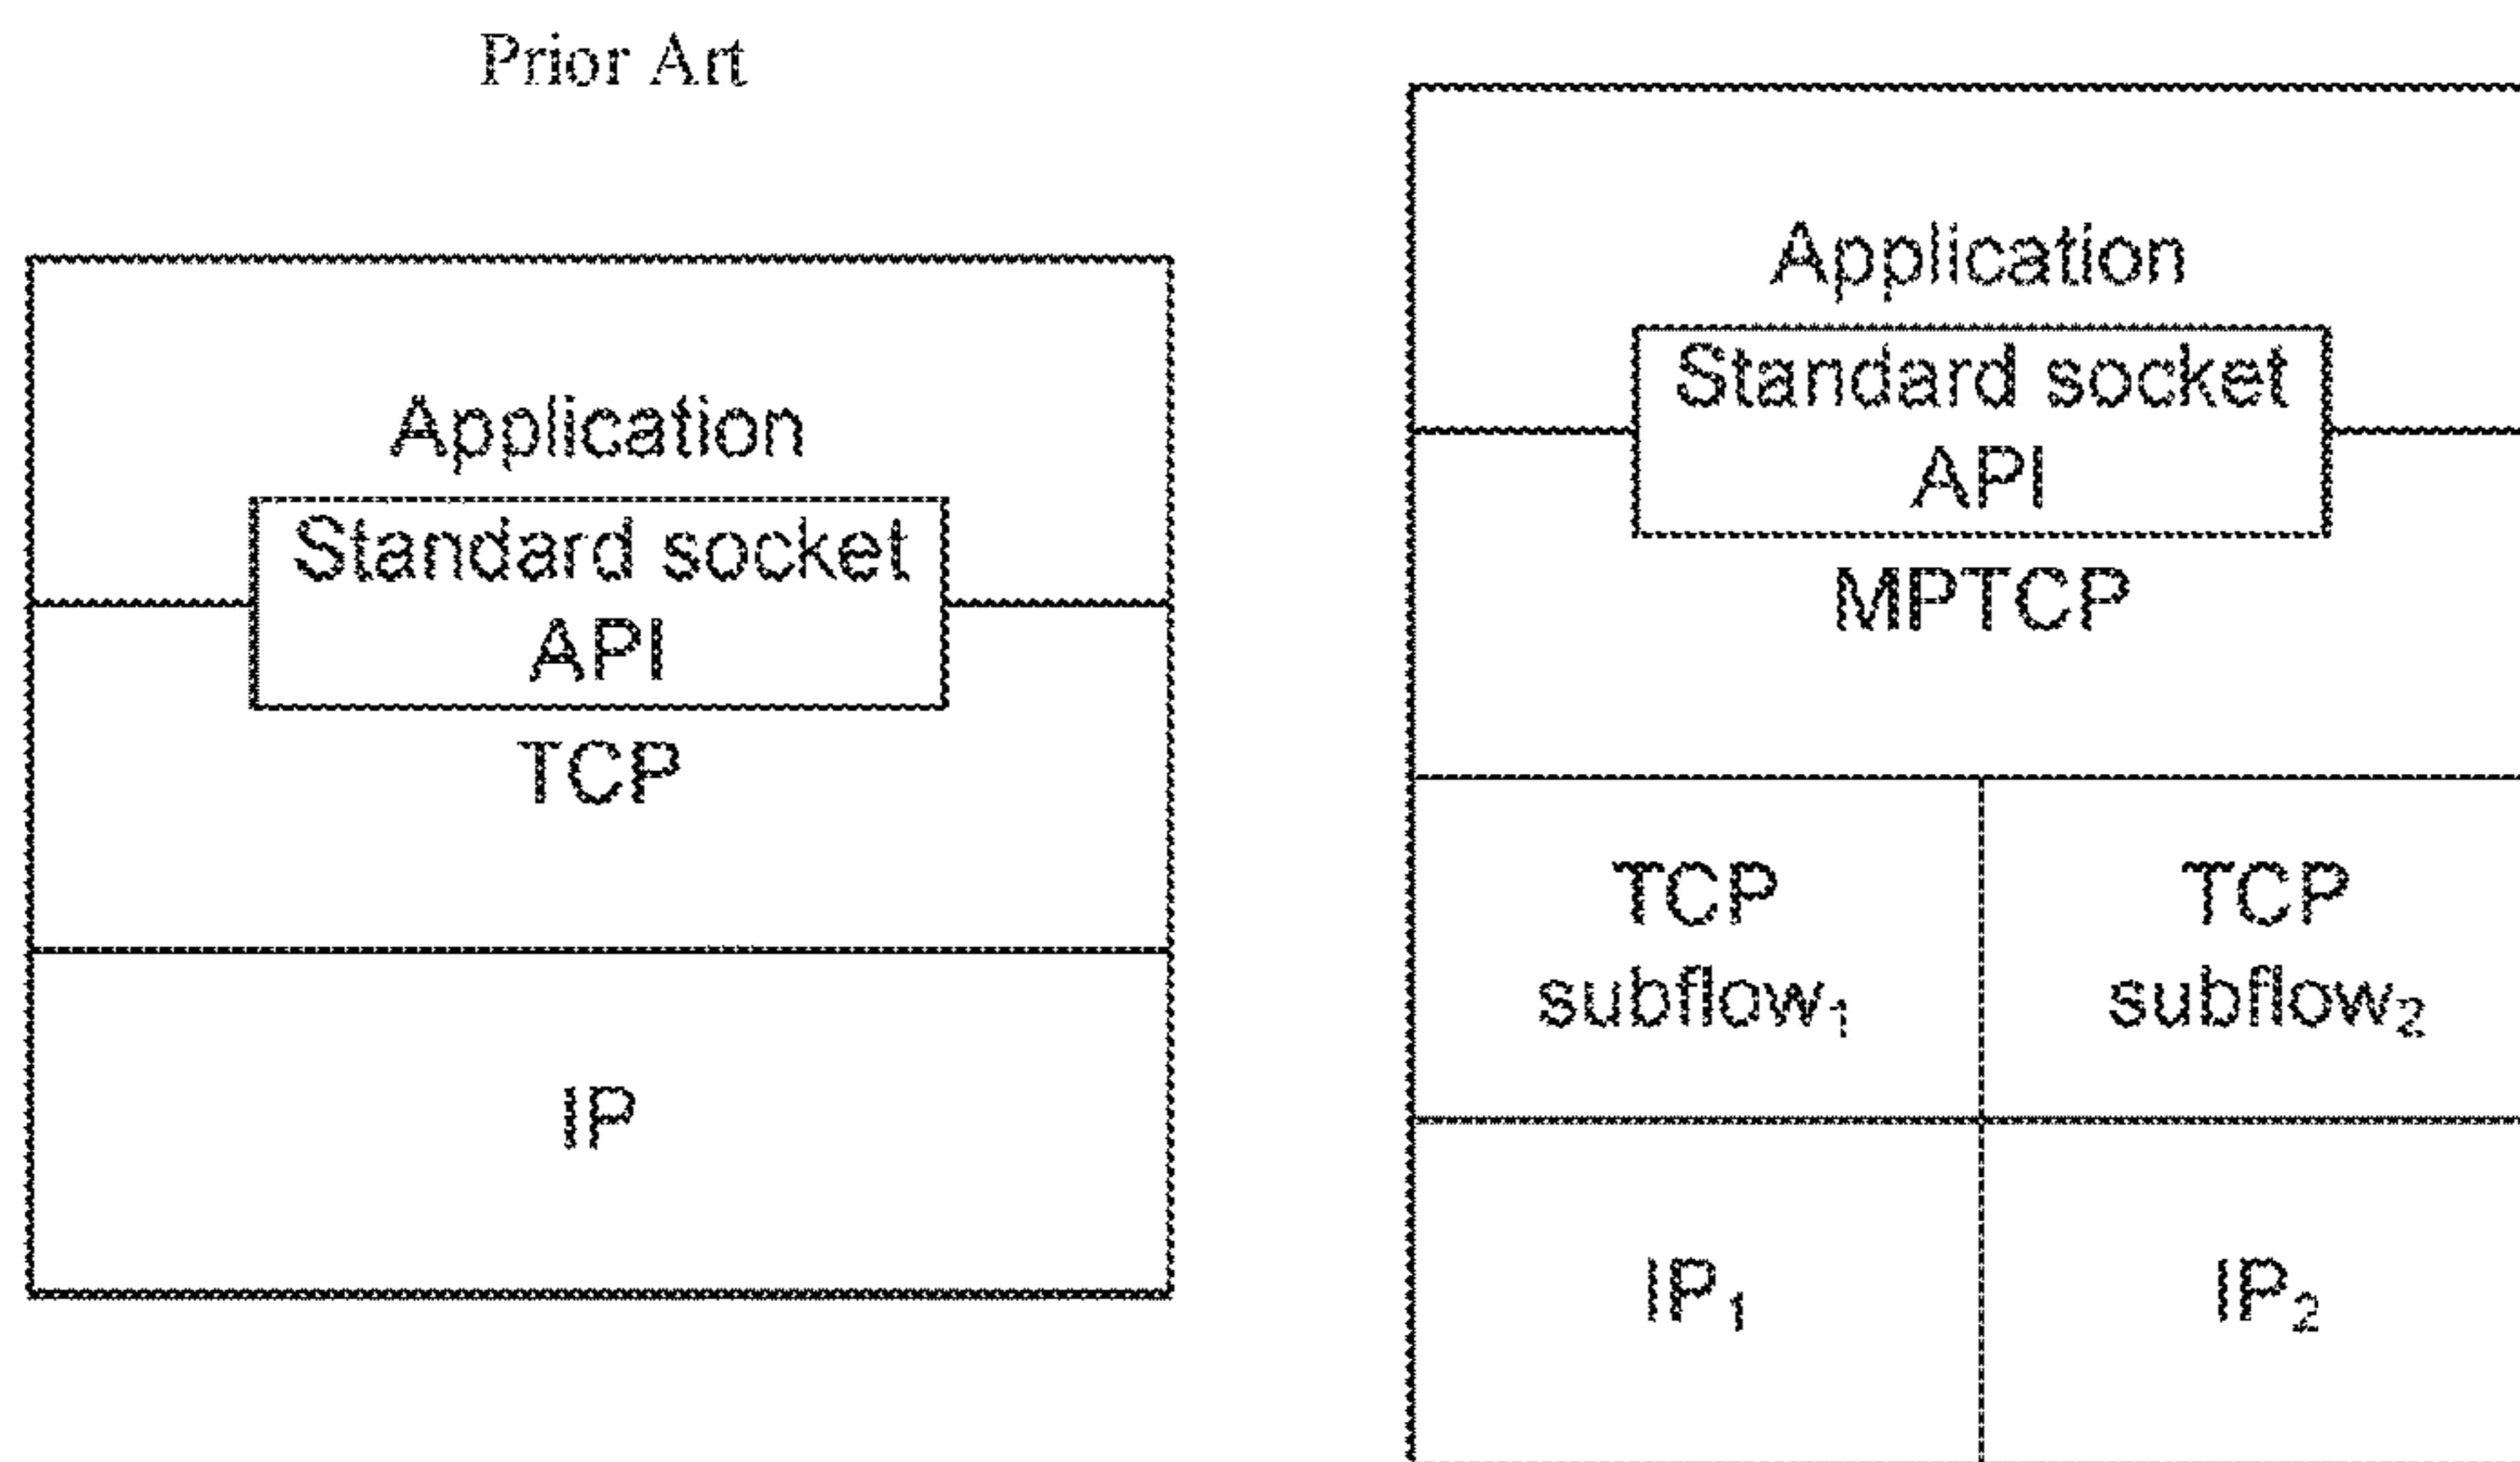 Prior Art
Application
Standard socket
API
TCP
IP
Application
Standard socket
API
MPTCP
TCP
subflow₁
TCP
subflow₂
IP₁
IP₂